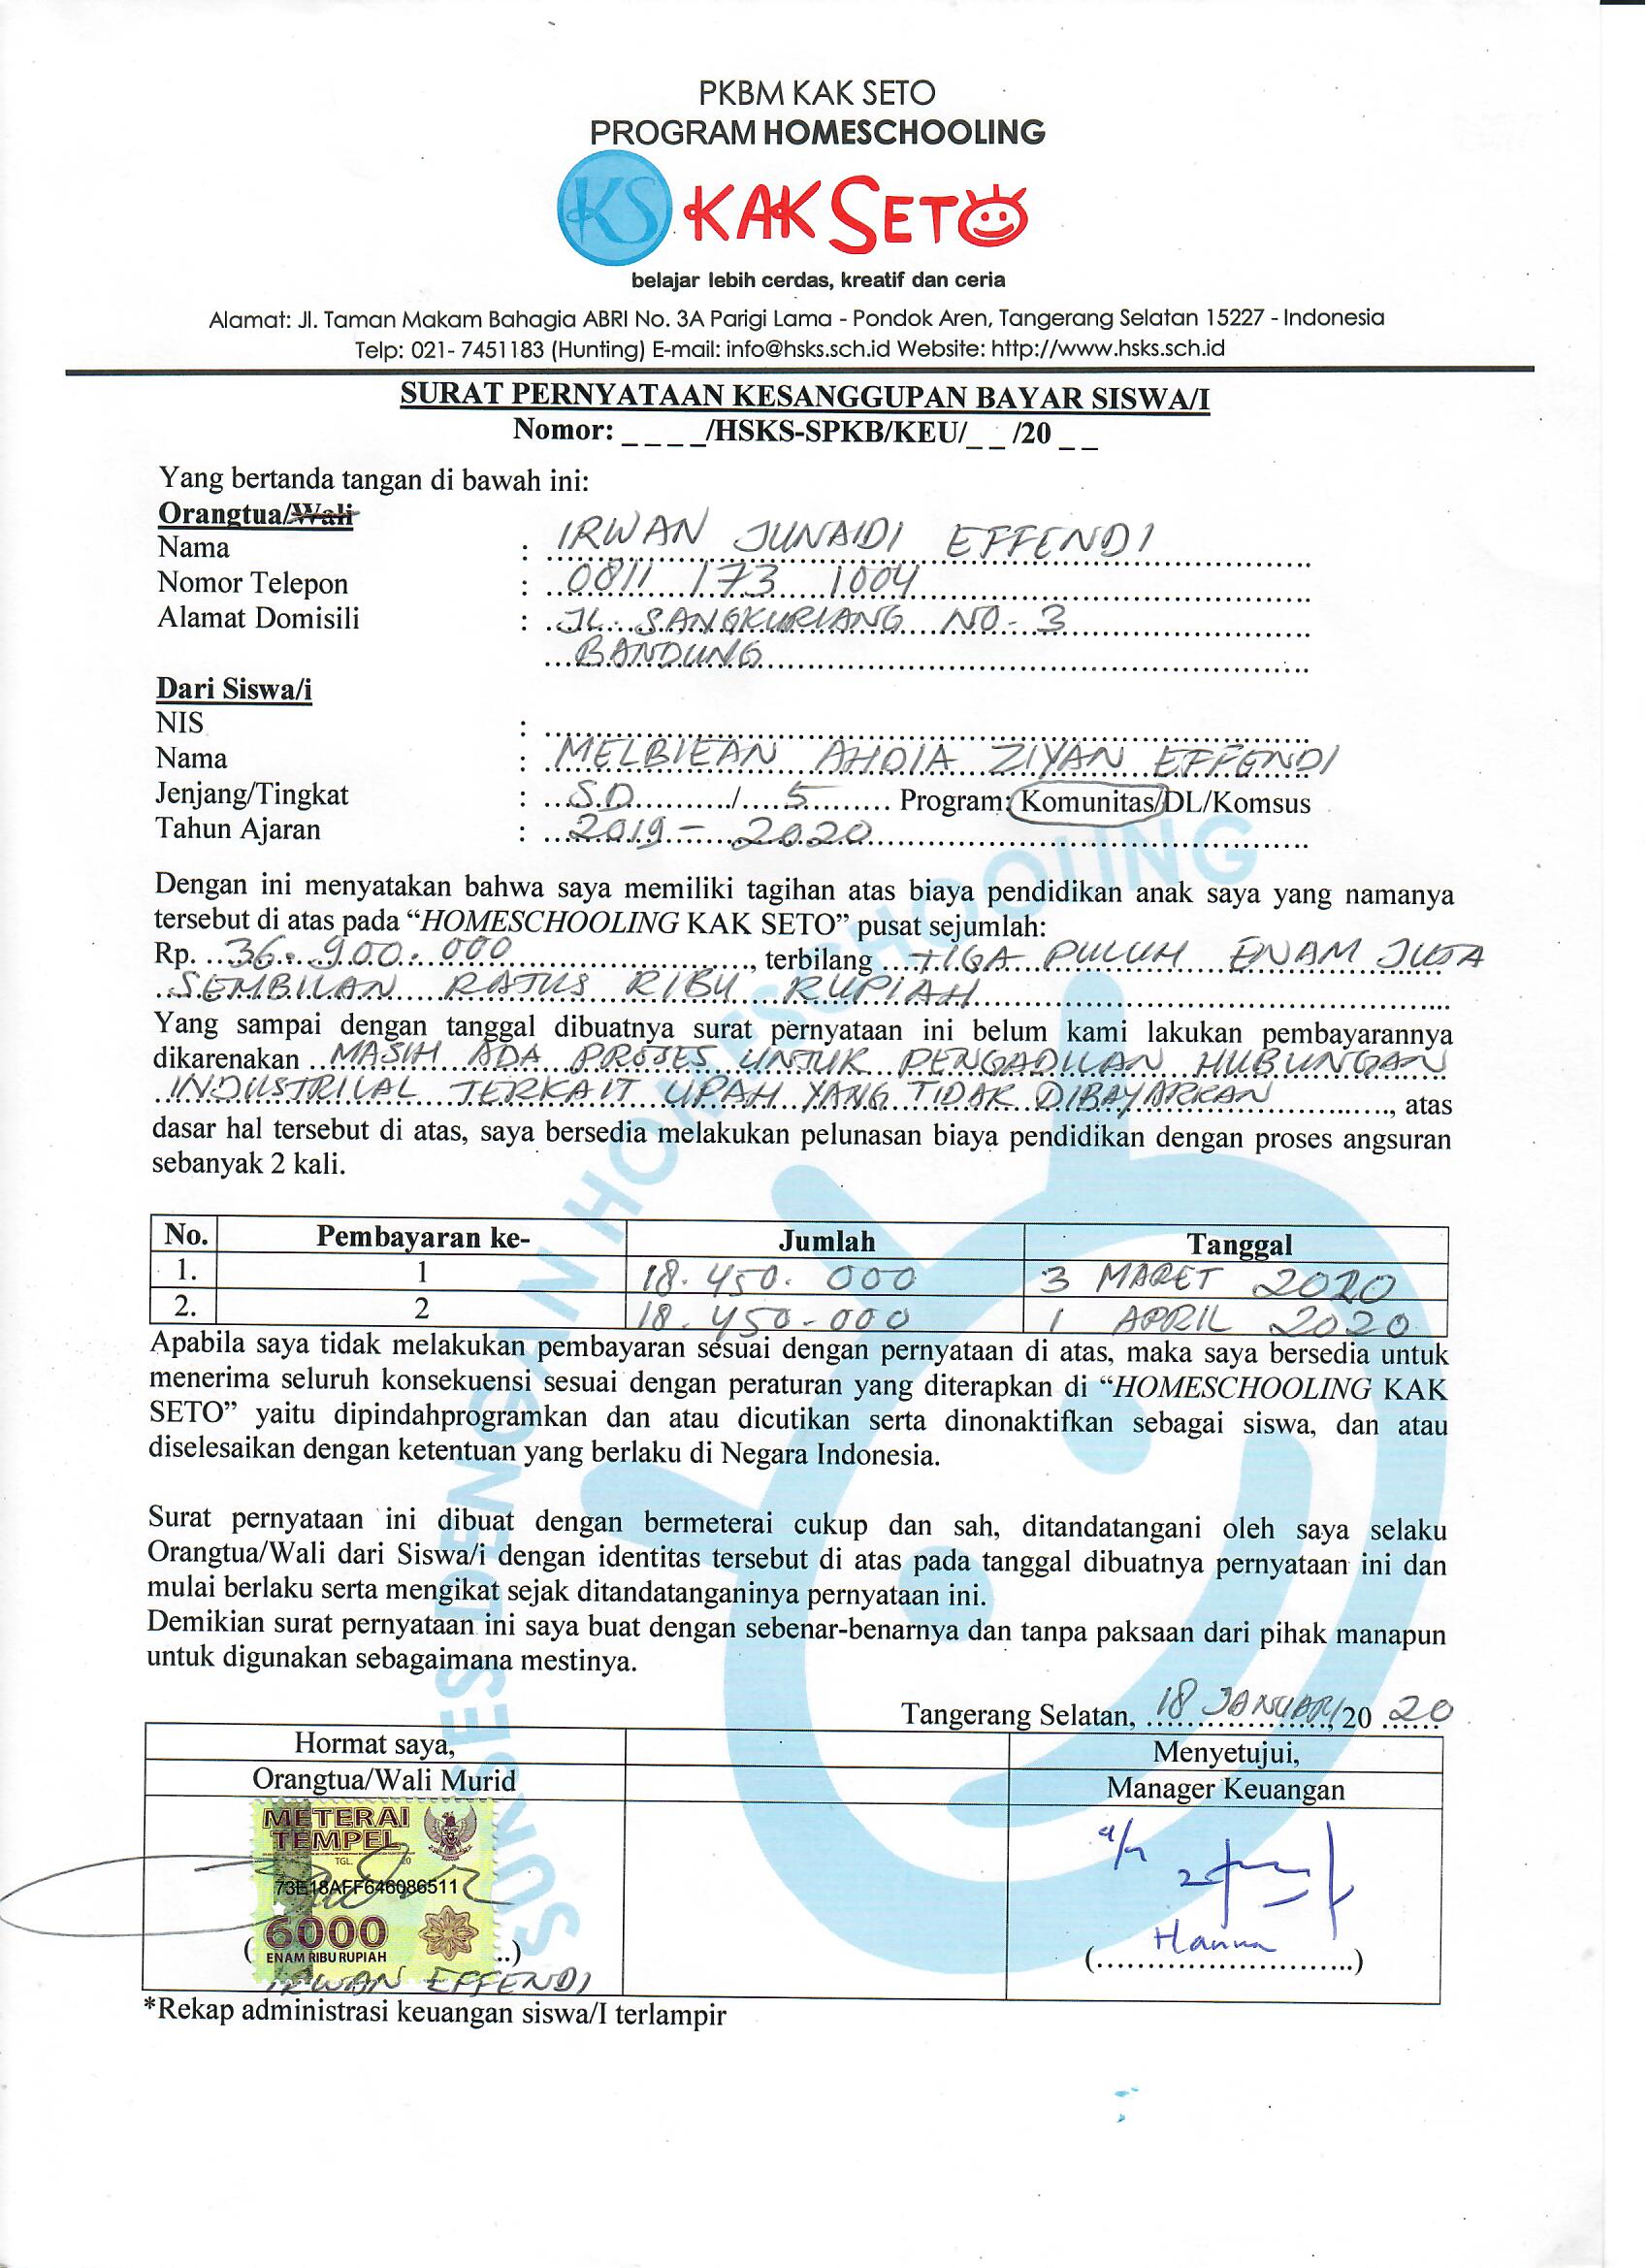 PKBM KAK SETO
PROGRAM HOMESCHOOLING
KS KAK SETO
belajar lebih cerdas, kreatif dan ceria
Alamat: Jl. Taman Makam Bahagia ABRI No. 3A Parigi Lama - Pondok Aren, Tangerang Selatan 15227 - Indonesia
Telp: 021- 7451183 (Hunting) E-mail: info@hsks.sch.id Website: http://www.hsks.sch.id
SURAT PERNYATAAN KESANGGUPAN BAYAR SISWA/I
Nomor: _ _ _ _/HSKS-SPKB/KEU/_ _ /20 _ _
Yang bertanda tangan di bawah ini:
Orangtua/Wali
Nama : IRWAN JUNAIDI EFFENDI
Nomor Telepon : 0811 173 1004
Alamat Domisili : JL. SANGKURIANG NO. 3
BANDUNG
Dari Siswa/i
NIS :
Nama : MELBIEAN AHDIA ZIYAN EFFENDI
Jenjang/Tingkat : SD / 5 Program: Komunitas/DL/Komsus
Tahun Ajaran : 2019 - 2020
Dengan ini menyatakan bahwa saya memiliki tagihan atas biaya pendidikan anak saya yang namanya
tersebut di atas pada “HOMESCHOOLING KAK SETO” pusat sejumlah:
Rp. 36.900.000, terbilang TIGA PULUH ENAM JUTA
SEMBILAN RATUS RIBU RUPIAH
Yang sampai dengan tanggal dibuatnya surat pernyataan ini belum kami lakukan pembayarannya
dikarenakan MASIH ADA PROSES UNTUK PENGADILAN HUBUNGAN
INDUSTRILAL TERKAIT UPAH YANG TIDAK DIBAYARKAN, atas
dasar hal tersebut di atas, saya bersedia melakukan pelunasan biaya pendidikan dengan proses angsuran
sebanyak 2 kali.
No. Pembayaran ke- Jumlah Tanggal
1. 1 18.450.000 3 MARET 2020
2. 2 18.450.000 1 APRIL 2020
Apabila saya tidak melakukan pembayaran sesuai dengan pernyataan di atas, maka saya bersedia untuk
menerima seluruh konsekuensi sesuai dengan peraturan yang diterapkan di “HOMESCHOOLING KAK
SETO” yaitu dipindahprogramkan dan atau dicutikan serta dinonaktifkan sebagai siswa, dan atau
diselesaikan dengan ketentuan yang berlaku di Negara Indonesia.
Surat pernyataan ini dibuat dengan bermeterai cukup dan sah, ditandatangani oleh saya selaku
Orangtua/Wali dari Siswa/i dengan identitas tersebut di atas pada tanggal dibuatnya pernyataan ini dan
mulai berlaku serta mengikat sejak ditandatanganinya pernyataan ini.
Demikian surat pernyataan ini saya buat dengan sebenar-benarnya dan tanpa paksaan dari pihak manapun
untuk digunakan sebagaimana mestinya.
Tangerang Selatan, 18 JANUARI, 20 20
Hormat saya, Menyetujui,
Orangtua/Wali Murid Manager Keuangan
METERAI
TEMPEL
TGL. 20
73E18AFF646086511
6000
ENAM RIBU RUPIAH
a/n
Hanna
(....) (....)
IRWAN EFFENDI
*Rekap administrasi keuangan siswa/I terlampir
SUKSES DENGAN HOMESCHOOLING